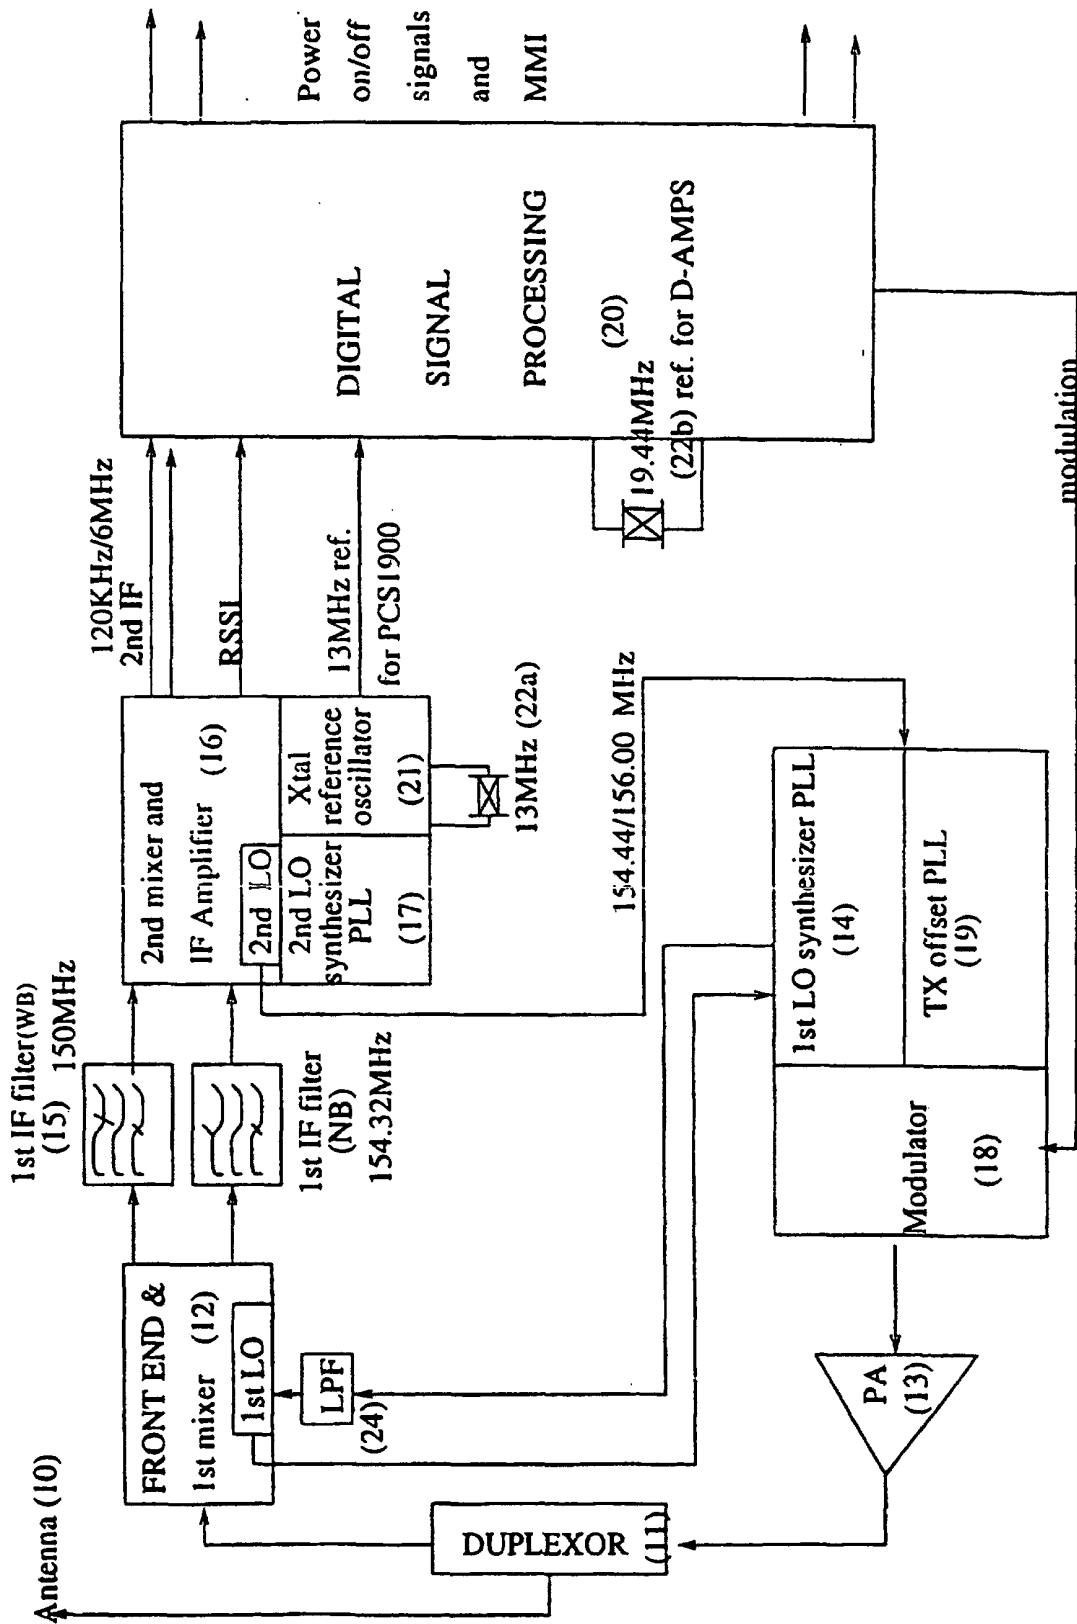 Antenna (10)
DUPLEXOR
(11)
FRONT END &
1st mixer (12)
1st LO
LPF
(24)
1st IF filter(WB)
(15) 150MHz
1st IF filter
(NB)
154.32MHz
2nd mixer and
IF Amplifier (16)
2nd LO
2nd LO
synthesizer
PLL
(17)
Xtal
reference
oscillator
(21)
13MHz (22a)
120KHz/6MHz
2nd IF
RSSI
13MHz ref.
for PCS1900
DIGITAL
SIGNAL
PROCESSING
(20)
19.44MHz
(22b) ref. for D-AMPS
Power
on/off
signals
and
MMI
154.44/156.00 MHz
1st LO synthesizer PLL
(14)
TX offset PLL
(19)
Modulator
(18)
PA
(13)
modulation